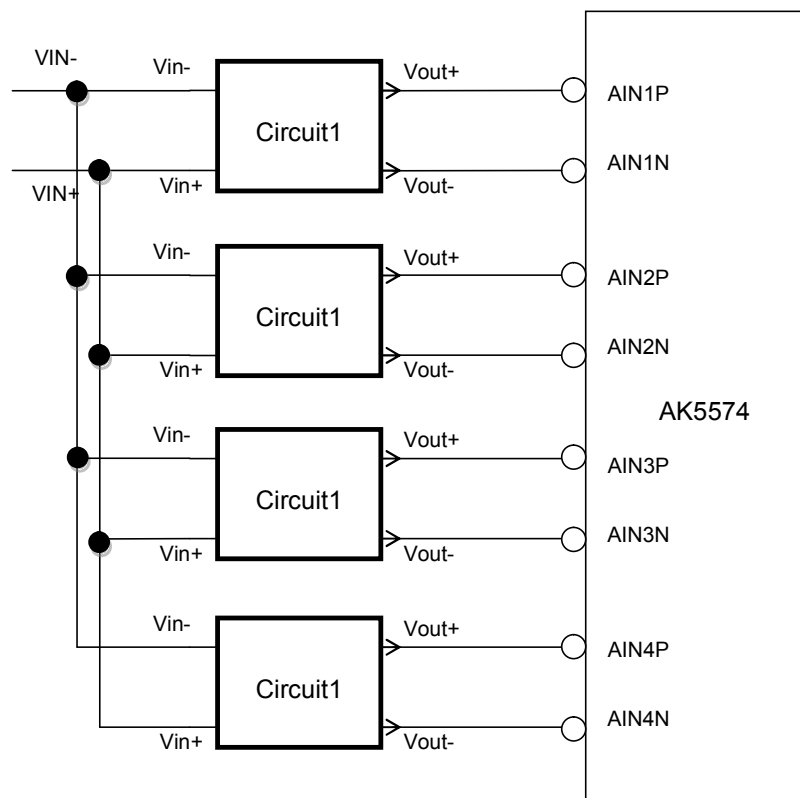 VIN-
Vin-
Vout+
AIN1P
Circuit1
VIN+
Vin+
Vout-
AIN1N
Vin-
Vout+
AIN2P
Circuit1
Vin+
Vout-
AIN2N
AK5574
Vin-
Vout+
AIN3P
Circuit1
Vin+
Vout-
AIN3N
Vin-
Vout+
AIN4P
Circuit1
Vin+
Vout-
AIN4N